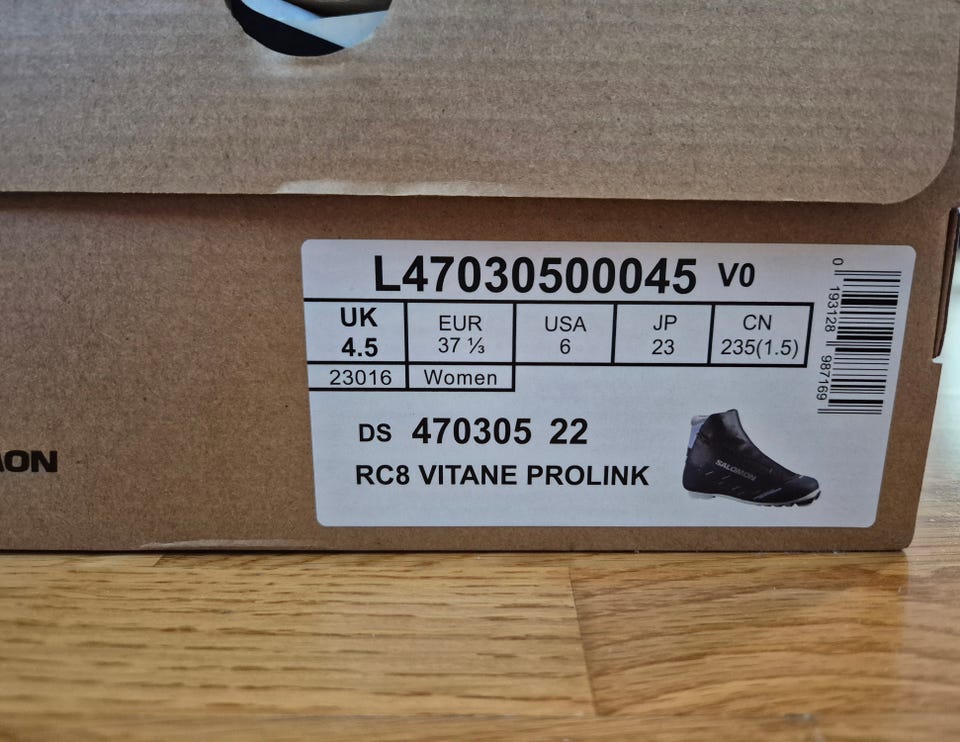 L47030500045 V0
UK EUR USA JP CN
4.5 37 ⅓ 6 23 235(1.5)
23016 Women
DS 470305 22
RC8 VITANE PROLINK
SALOMON
0 193128 987169